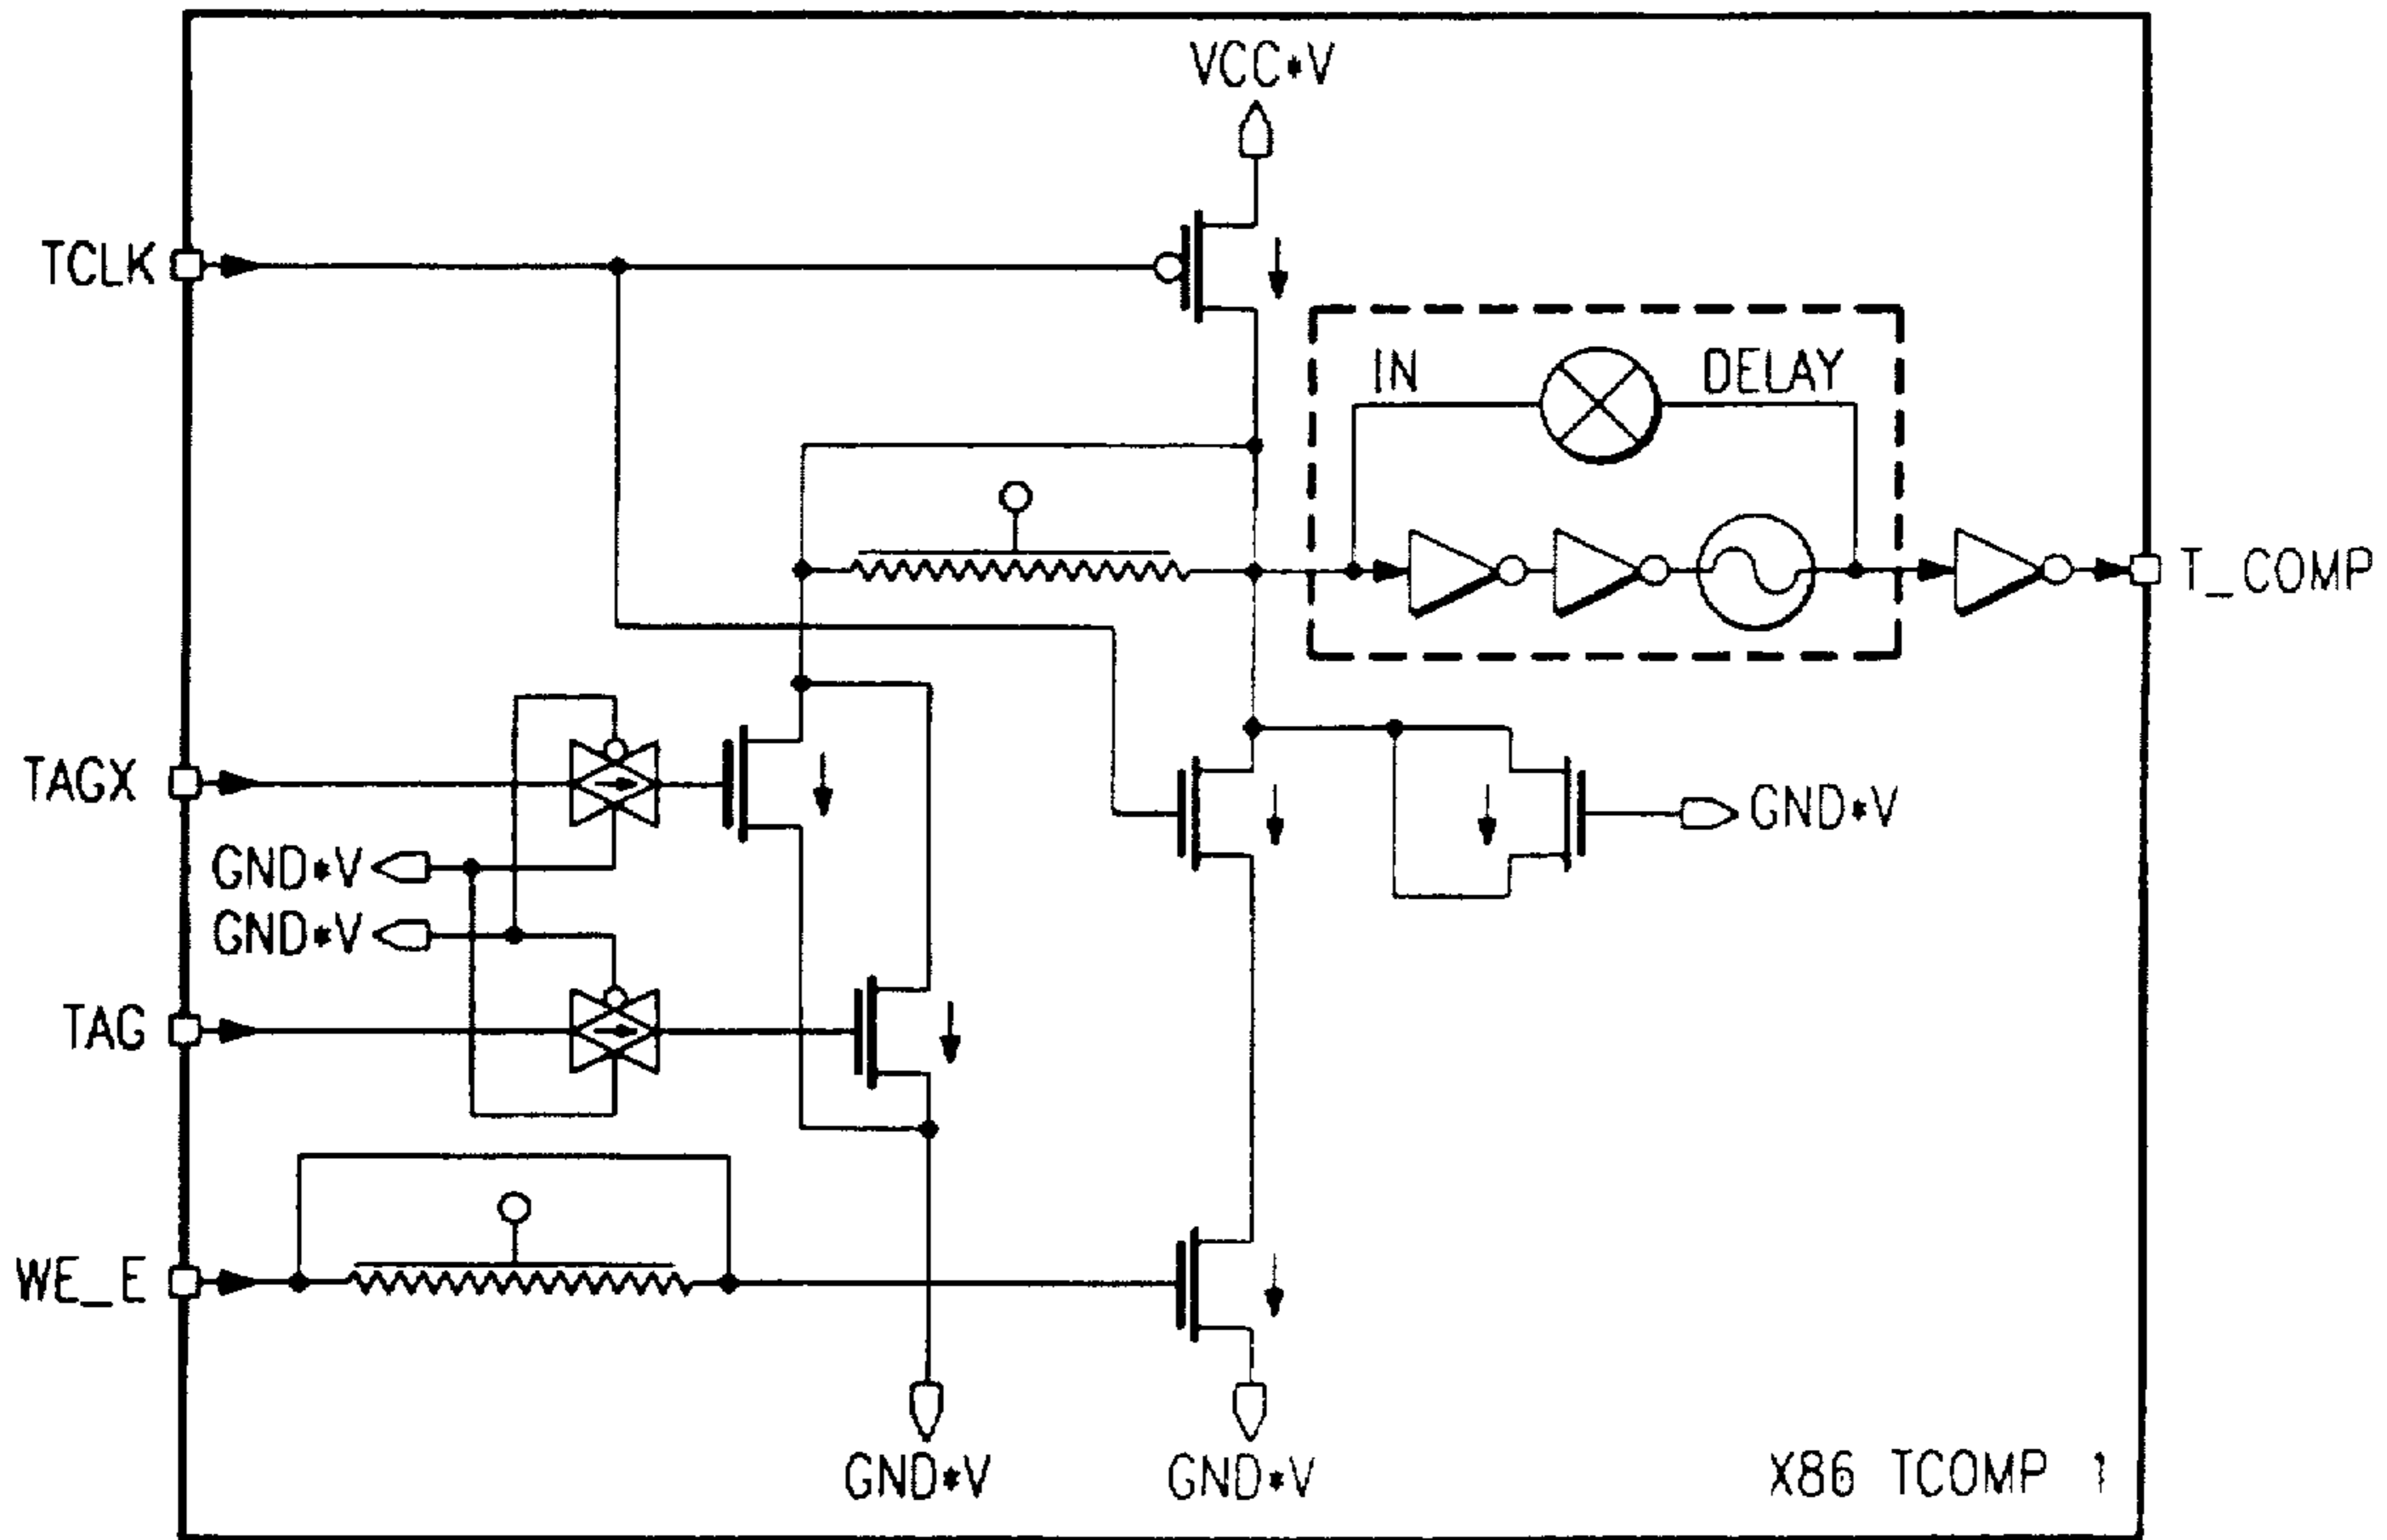 VCC*V
TCLK
IN DELAY
T_COMP
TAGX
GND*V
GND*V
GND*V
TAG
WE_E
GND*V
GND*V
X86 TCOMP 1